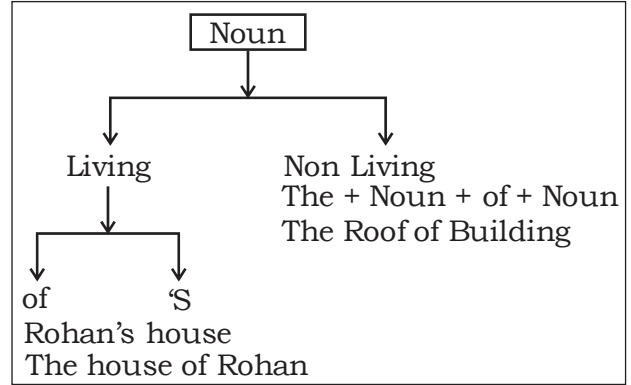 Noun
Living
Non Living
The + Noun + of + Noun
The Roof of Building
of ‘S
Rohan’s house
The house of Rohan